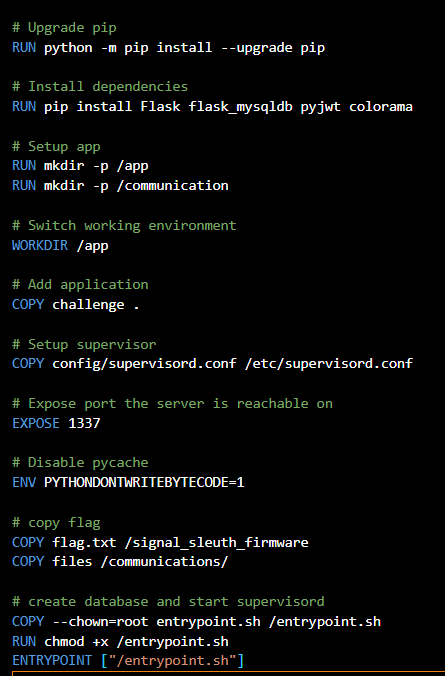 # Upgrade pip
RUN python -m pip install --upgrade pip
# Install dependencies
RUN pip install Flask flask_mysqldb pyjwt colorama
# Setup app
RUN mkdir -p /app
RUN mkdir -p /communication
# Switch working environment
WORKDIR /app
# Add application
COPY challenge .
# Setup supervisor
COPY config/supervisord.conf /etc/supervisord.conf
# Expose port the server is reachable on
EXPOSE 1337
# Disable pycache
ENV PYTHONDONTWRITEBYTECODE=1
# copy flag
COPY flag.txt /signal_sleuth_firmware
COPY files /communications/
# create database and start supervisord
COPY --chown=root entrypoint.sh /entrypoint.sh
RUN chmod +x /entrypoint.sh
ENTRYPOINT ["/entrypoint.sh"]